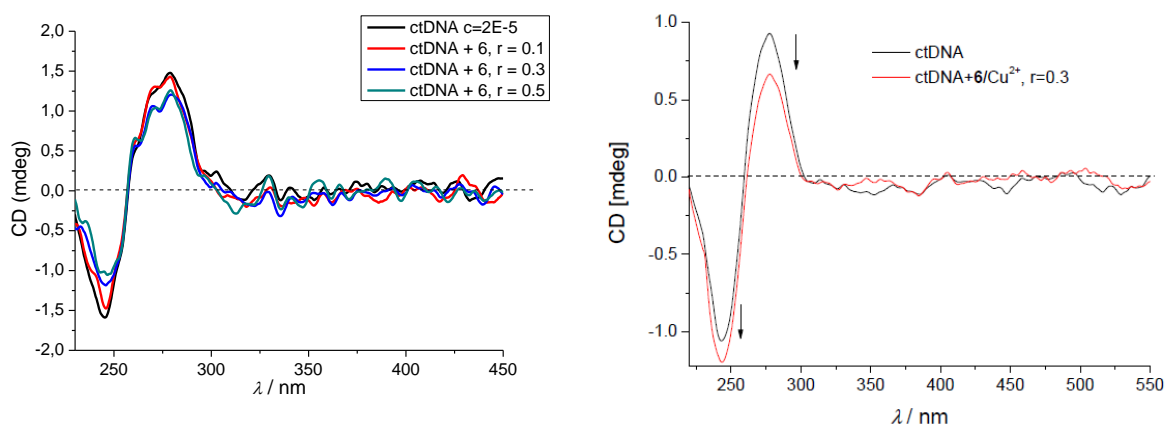 2,0
1,5
1,0
0,5
0,0
-0,5
-1,0
-1,5
-2,0
CD (mdeg)
ctDNA c=2E-5
ctDNA + 6, r = 0.1
ctDNA + 6, r = 0.3
ctDNA + 6, r = 0.5
250 300 350 400 450
λ / nm
1.0
0.5
0.0
-0.5
-1.0
CD [mdeg]
ctDNA
ctDNA+6/Cu²⁺, r=0.3
250 300 350 400 450 500 550
λ / nm